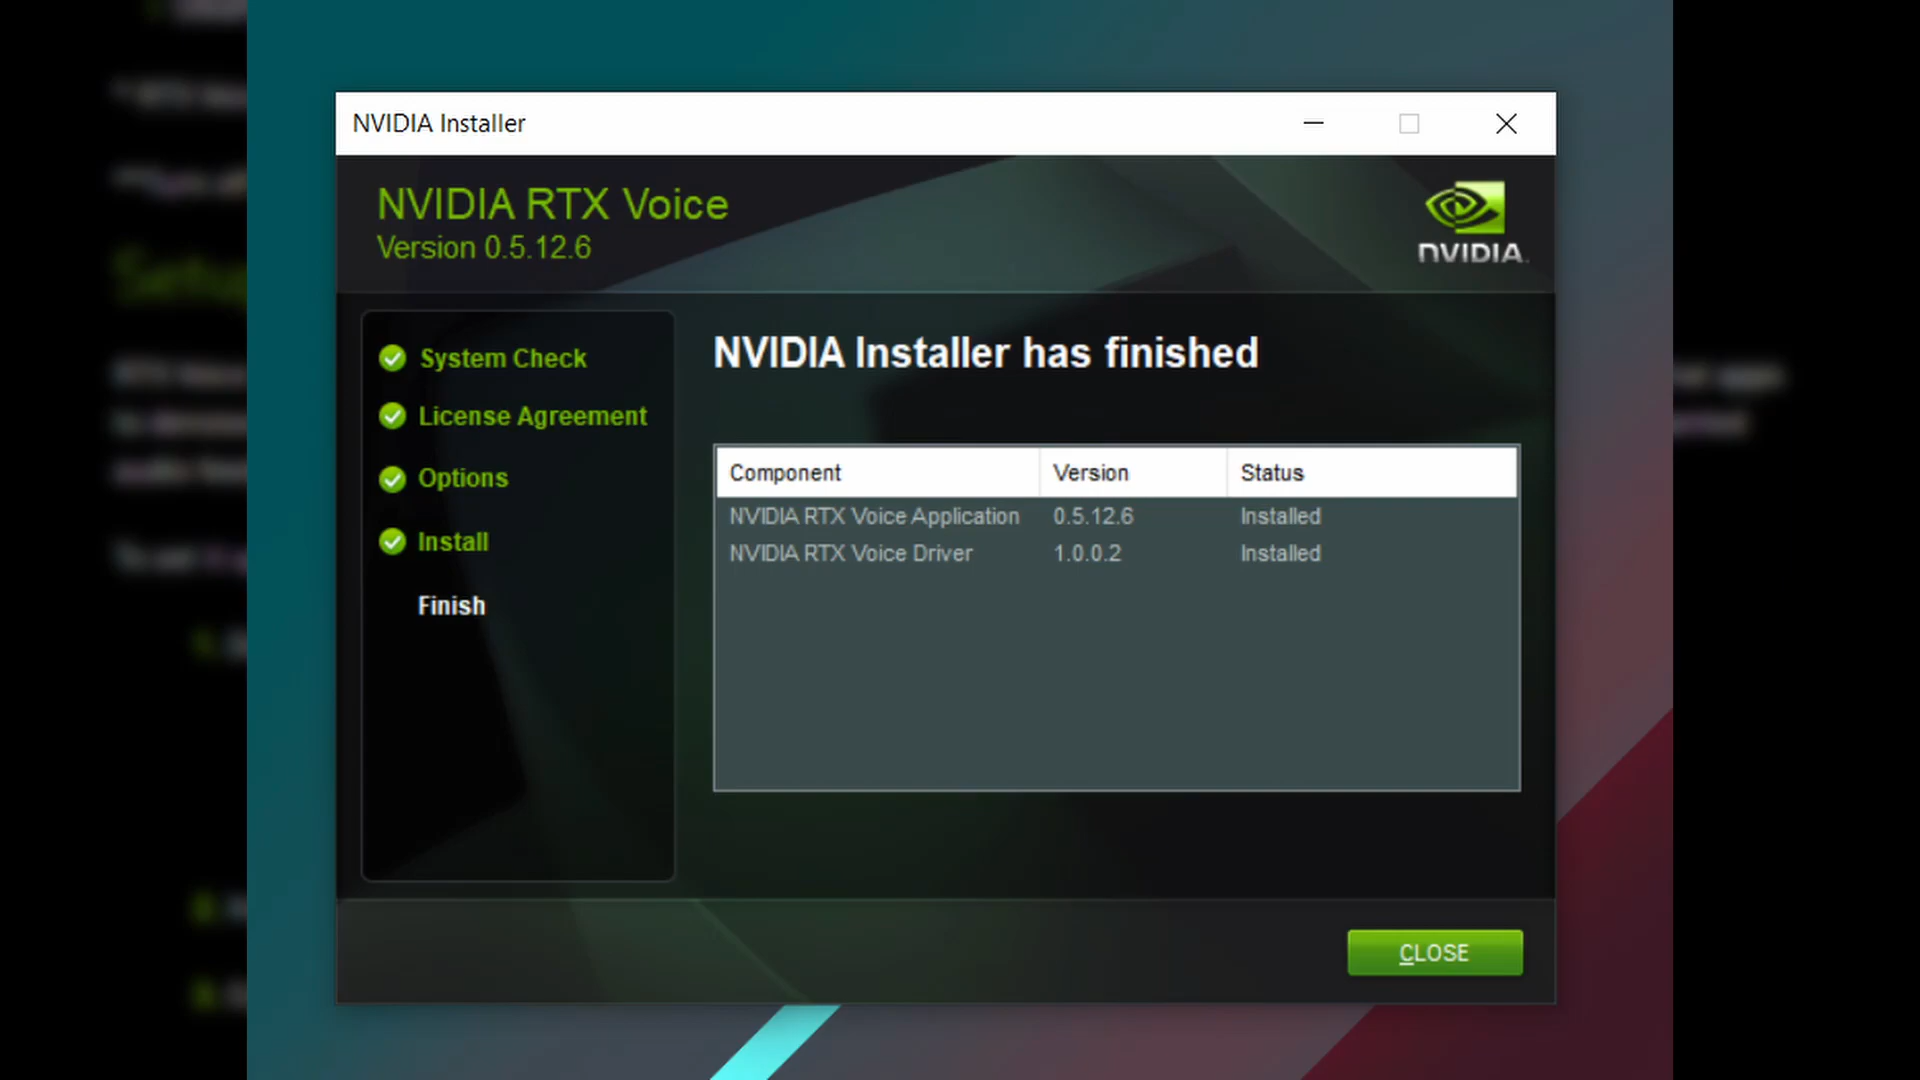 NVIDIA Installer
NVIDIA RTX Voice
Version 0.5.12.6
NVIDIA.
System Check
License Agreement
Options
Install
Finish
NVIDIA Installer has finished
Component Version Status
NVIDIA RTX Voice Application 0.5.12.6 Installed
NVIDIA RTX Voice Driver 1.0.0.2 Installed
CLOSE